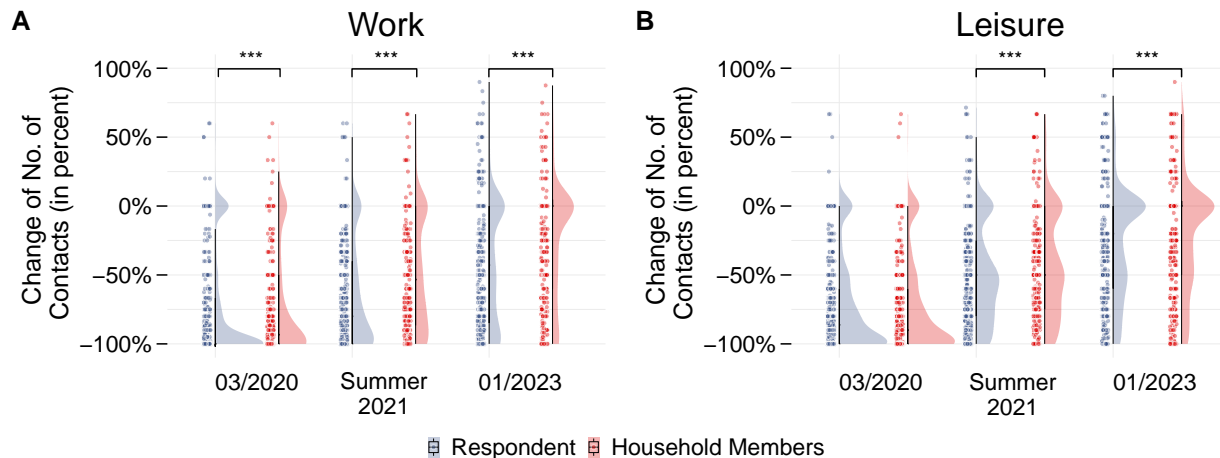 A
Work
Change of No. of
Contacts (in percent)
100%
50%
0%
−50%
−100%
***
***
***
03/2020
Summer
2021
01/2023
B
Leisure
Change of No. of
Contacts (in percent)
100%
50%
0%
−50%
−100%
***
***
03/2020
Summer
2021
01/2023
Respondent
Household Members